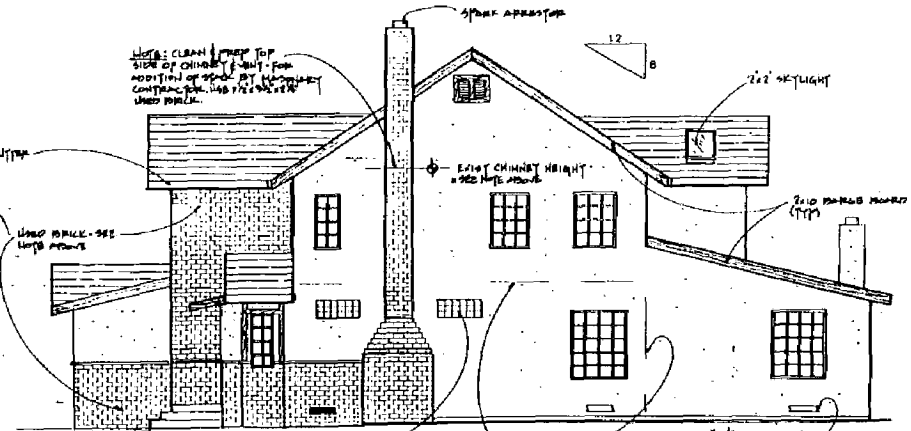 SPARK ARRESTOR
NOTE: CLEAN & PREP TOP
SIDE OF CHIMNEY & VENT - FOR
ADDITION OF STACK BY MASONARY
CONTRACTOR. USE
USED BRICK.
12
8
2'x2' SKYLIGHT
EXIST CHIMNEY HEIGHT -
SEE NOTE ABOVE
2x10 BARGE BOARD
(TYP)
USED BRICK - SEE
NOTE ABOVE